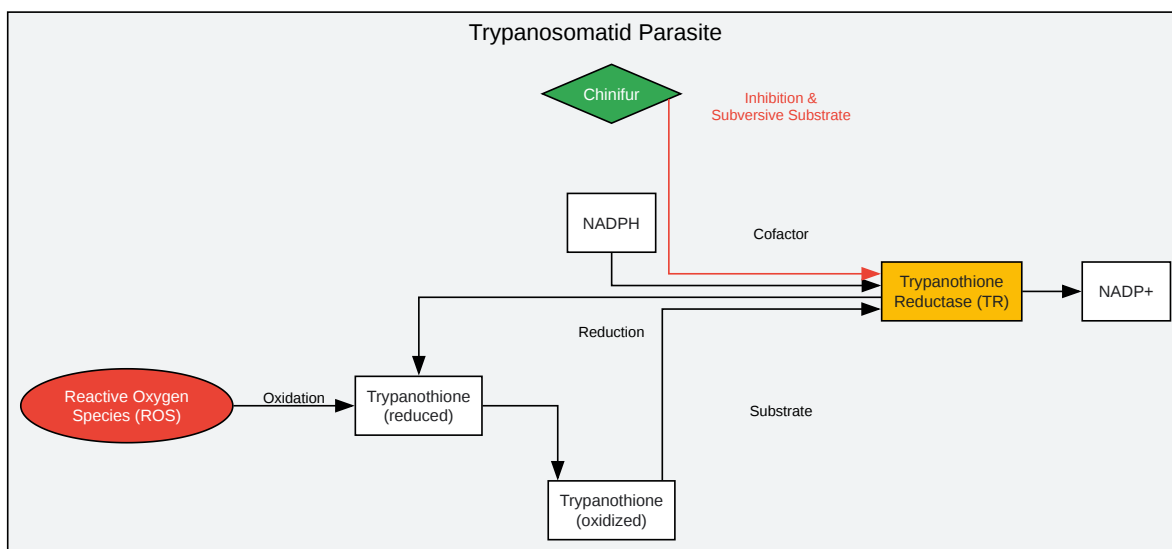 Trypanosomatid Parasite
Chinifur
Inhibition &
Subversive Substrate
NADPH
Cofactor
Trypanothione
Reductase (TR)
NADP+
Reduction
Reactive Oxygen
Species (ROS)
Oxidation
Trypanothione
(reduced)
Substrate
Trypanothione
(oxidized)